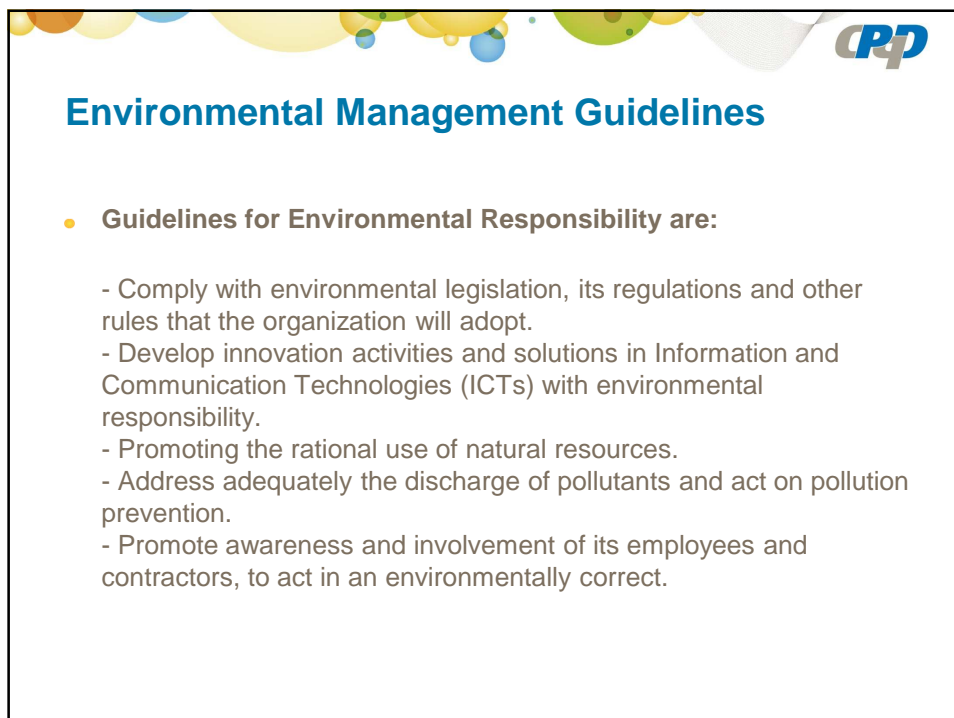 CPqD
Environmental Management Guidelines
Guidelines for Environmental Responsibility are:
- Comply with environmental legislation, its regulations and other
rules that the organization will adopt.
- Develop innovation activities and solutions in Information and
Communication Technologies (ICTs) with environmental
responsibility.
- Promoting the rational use of natural resources.
- Address adequately the discharge of pollutants and act on pollution
prevention.
- Promote awareness and involvement of its employees and
contractors, to act in an environmentally correct.